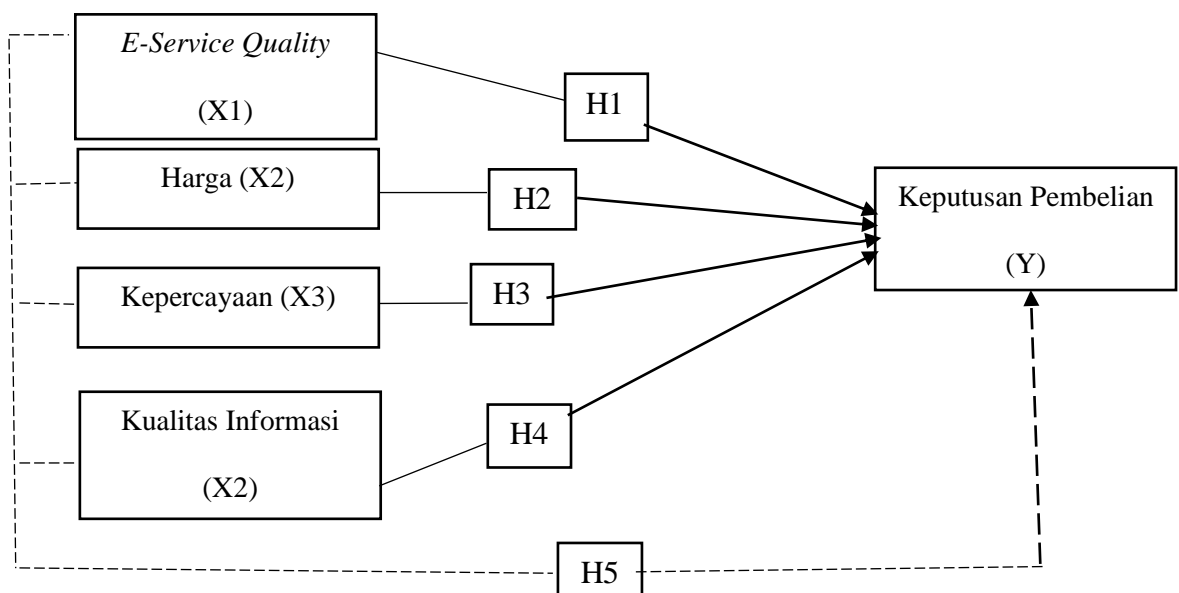 E-Service Quality
(X1)
H1
Harga (X2)
H2
Keputusan Pembelian
(Y)
Kepercayaan (X3)
H3
Kualitas Informasi
(X2)
H4
H5